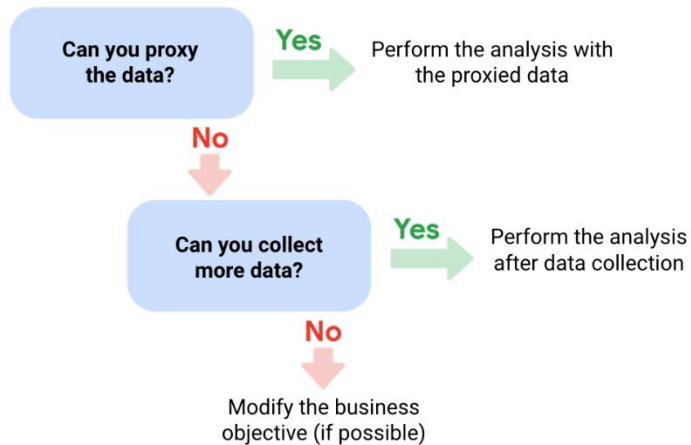 Can you proxy
the data?
Yes
Perform the analysis with
the proxied data
No
Can you collect
more data?
Yes
Perform the analysis
after data collection
No
Modify the business
objective (if possible)